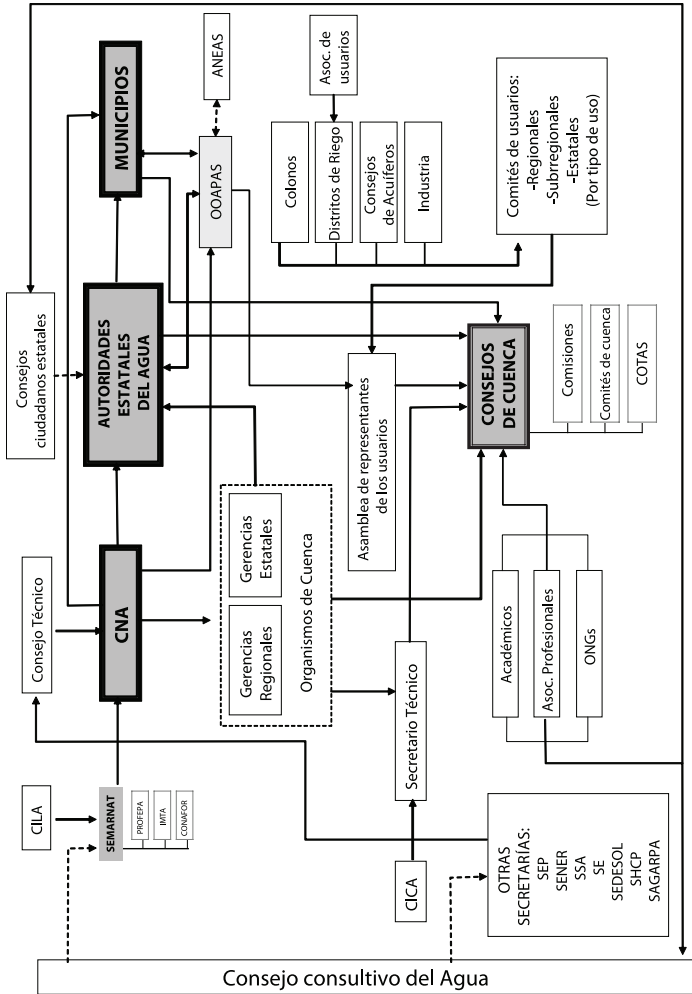 Consejo consultivo del Agua
CILA
SEMARNAT
PROFEPA
IMTA
CONAFOR
Consejo Técnico
CNA
Consejos
ciudadanos estatales
AUTORIDADES
ESTATALES
DEL AGUA
MUNICIPIOS
ANEAS
OOAPAS
Gerencias
Regionales
Gerencias
Estatales
Organismos de Cuenca
Asoc. de
usuarios
Colonos
Distritos de Riego
Consejos
de Acuíferos
Industria
Comités de usuarios:
-Regionales
-Subrregionales
-Estatales
(Por tipo de uso)
Asamblea de representantes
de los usuarios
CICA
Secretario Técnico
CONSEJOS
DE CUENCA
Comisiones
Comités de cuenca
COTAS
Académicos
Asoc. Profesionales
ONGs
OTRAS
SECRETARÍAS:
SEP
SENER
SSA
SE
SEDESOL
SHCP
SAGARPA